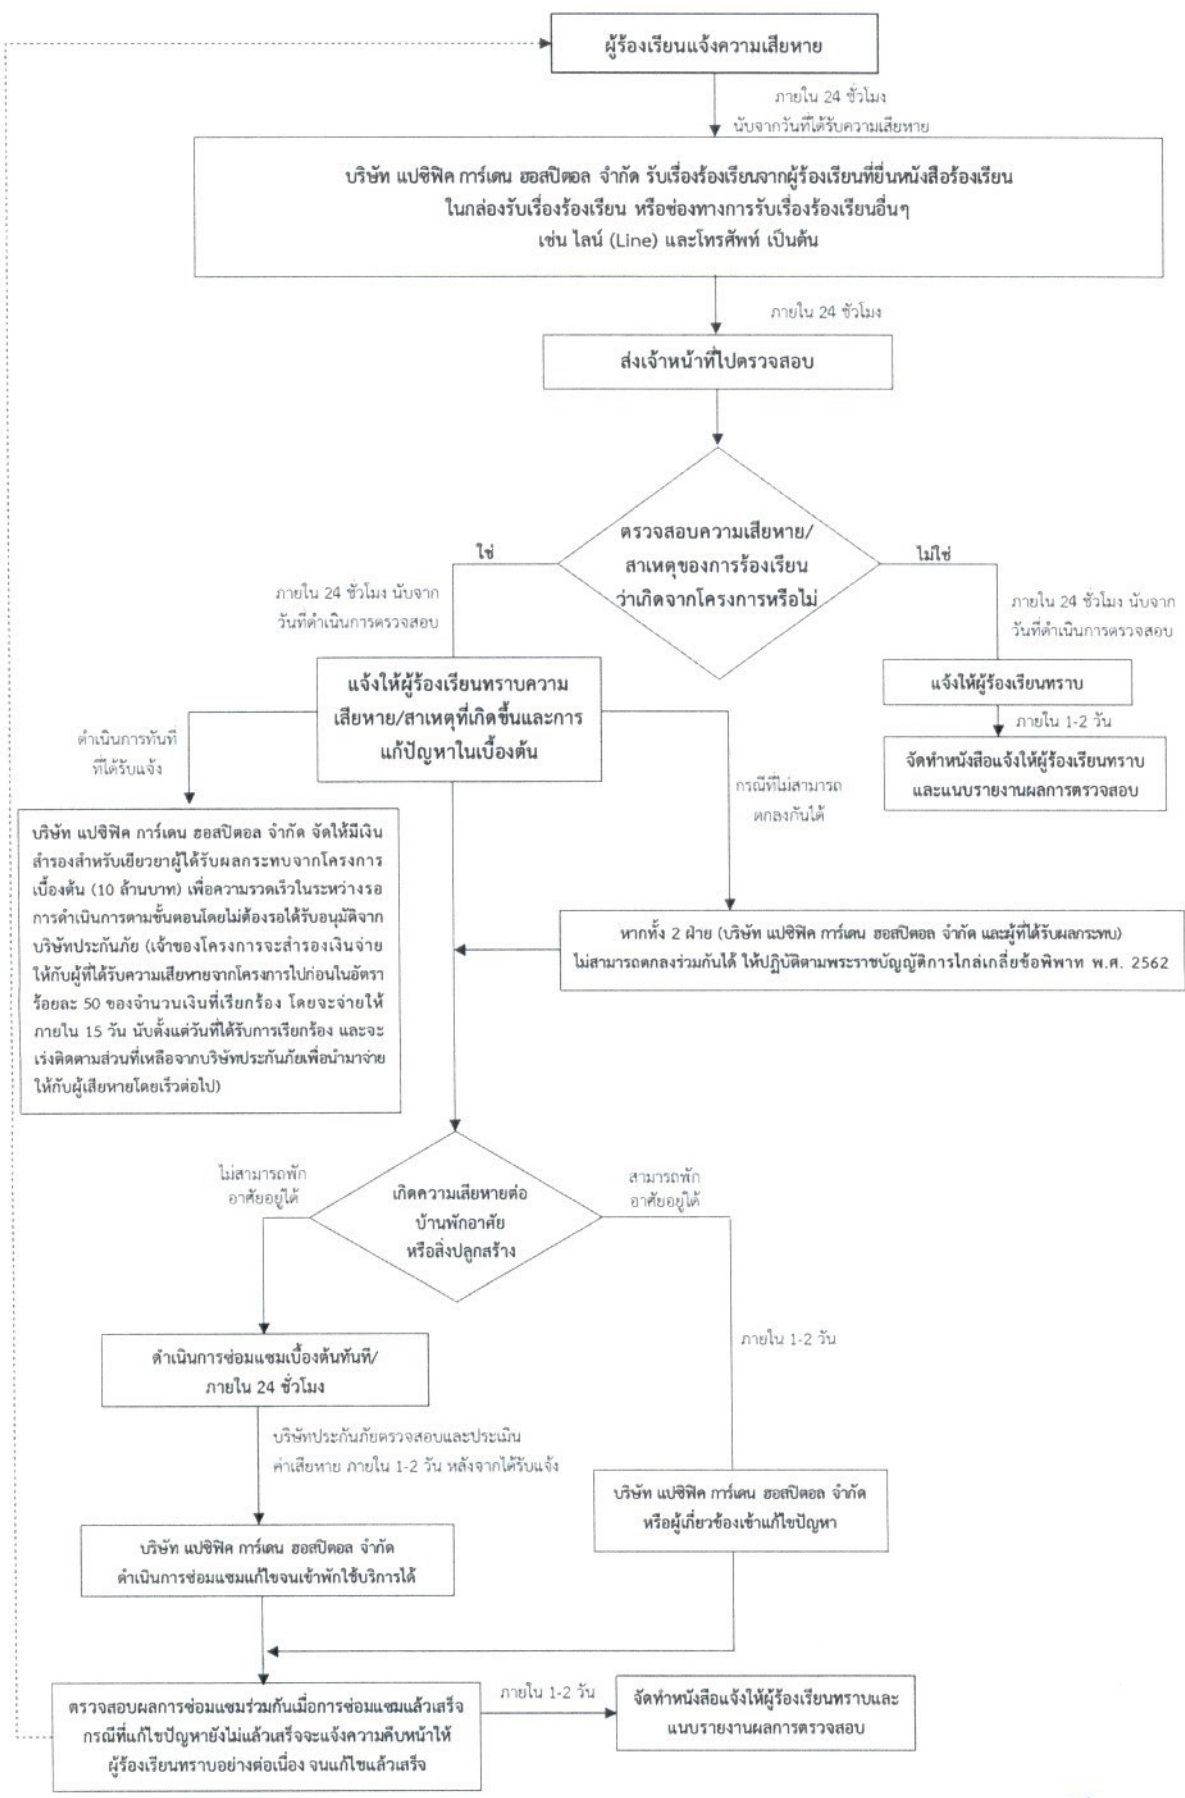 ผู้ร้องเรียนแจ้งความเสียหาย
ภายใน 24 ชั่วโมง
นับจากวันที่ได้รับความเสียหาย
บริษัท แปซิฟิค การ์เดน ฮอสปิตอล จำกัด รับเรื่องร้องเรียนจากผู้ร้องเรียนที่ยื่นหนังสือร้องเรียน
ในกล่องรับเรื่องร้องเรียน หรือช่องทางการรับเรื่องร้องเรียนอื่นๆ
เช่น ไลน์ (Line) และโทรศัพท์ เป็นต้น
ภายใน 24 ชั่วโมง
ส่งเจ้าหน้าที่ไปตรวจสอบ
ตรวจสอบความเสียหาย/
สาเหตุของการร้องเรียน
ว่าเกิดจากโครงการหรือไม่
ใช่
ภายใน 24 ชั่วโมง นับจาก
วันที่ดำเนินการตรวจสอบ
ไม่ใช่
ภายใน 24 ชั่วโมง นับจาก
วันที่ดำเนินการตรวจสอบ
แจ้งให้ผู้ร้องเรียนทราบความ
เสียหาย/สาเหตุที่เกิดขึ้นและการ
แก้ปัญหาในเบื้องต้น
แจ้งให้ผู้ร้องเรียนทราบ
ภายใน 1-2 วัน
จัดทำหนังสือแจ้งให้ผู้ร้องเรียนทราบ
และแนบรายงานผลการตรวจสอบ
ดำเนินการทันที
ที่ได้รับแจ้ง
กรณีที่ไม่สามารถ
ตกลงกันได้
บริษัท แปซิฟิค การ์เดน ฮอสปิตอล จำกัด จัดให้มีเงิน
สำรองสำหรับเยียวยาผู้ได้รับผลกระทบจากโครงการ
เบื้องต้น (10 ล้านบาท) เพื่อความรวดเร็วในระหว่างรอ
การดำเนินการตามขั้นตอนโดยไม่ต้องรอได้รับอนุมัติจาก
บริษัทประกันภัย (เจ้าของโครงการจะสำรองเงินจ่าย
ให้กับผู้ที่ได้รับความเสียหายจากโครงการไปก่อนในอัตรา
ร้อยละ 50 ของจำนวนเงินที่เรียกร้อง โดยจะจ่ายให้
ภายใน 15 วัน นับตั้งแต่วันที่ได้รับการเรียกร้อง และจะ
เร่งติดตามส่วนที่เหลือจากบริษัทประกันภัยเพื่อนำมาจ่าย
ให้กับผู้เสียหายโดยเร็วต่อไป)
หากทั้ง 2 ฝ่าย (บริษัท แปซิฟิค การ์เดน ฮอสปิตอล จำกัด และผู้ที่ได้รับผลกระทบ)
ไม่สามารถตกลงร่วมกันได้ ให้ปฏิบัติตามพระราชบัญญัติการไกล่เกลี่ยข้อพิพาท พ.ศ. 2562
ไม่สามารถพัก
อาศัยอยู่ได้
เกิดความเสียหายต่อ
บ้านพักอาศัย
หรือสิ่งปลูกสร้าง
สามารถพัก
อาศัยอยู่ได้
ภายใน 1-2 วัน
ดำเนินการซ่อมแซมเบื้องต้นทันที/
ภายใน 24 ชั่วโมง
บริษัทประกันภัยตรวจสอบและประเมิน
ค่าเสียหาย ภายใน 1-2 วัน หลังจากได้รับแจ้ง
บริษัท แปซิฟิค การ์เดน ฮอสปิตอล จำกัด
หรือผู้เกี่ยวข้องเข้าแก้ไขปัญหา
บริษัท แปซิฟิค การ์เดน ฮอสปิตอล จำกัด
ดำเนินการซ่อมแซมแก้ไขจนเข้าพักใช้บริการได้
ตรวจสอบผลการซ่อมแซมร่วมกันเมื่อการซ่อมแซมแล้วเสร็จ
กรณีที่แก้ไขปัญหายังไม่แล้วเสร็จจะแจ้งความคืบหน้าให้
ผู้ร้องเรียนทราบอย่างต่อเนื่อง จนแก้ไขแล้วเสร็จ
ภายใน 1-2 วัน
จัดทำหนังสือแจ้งให้ผู้ร้องเรียนทราบและ
แนบรายงานผลการตรวจสอบ